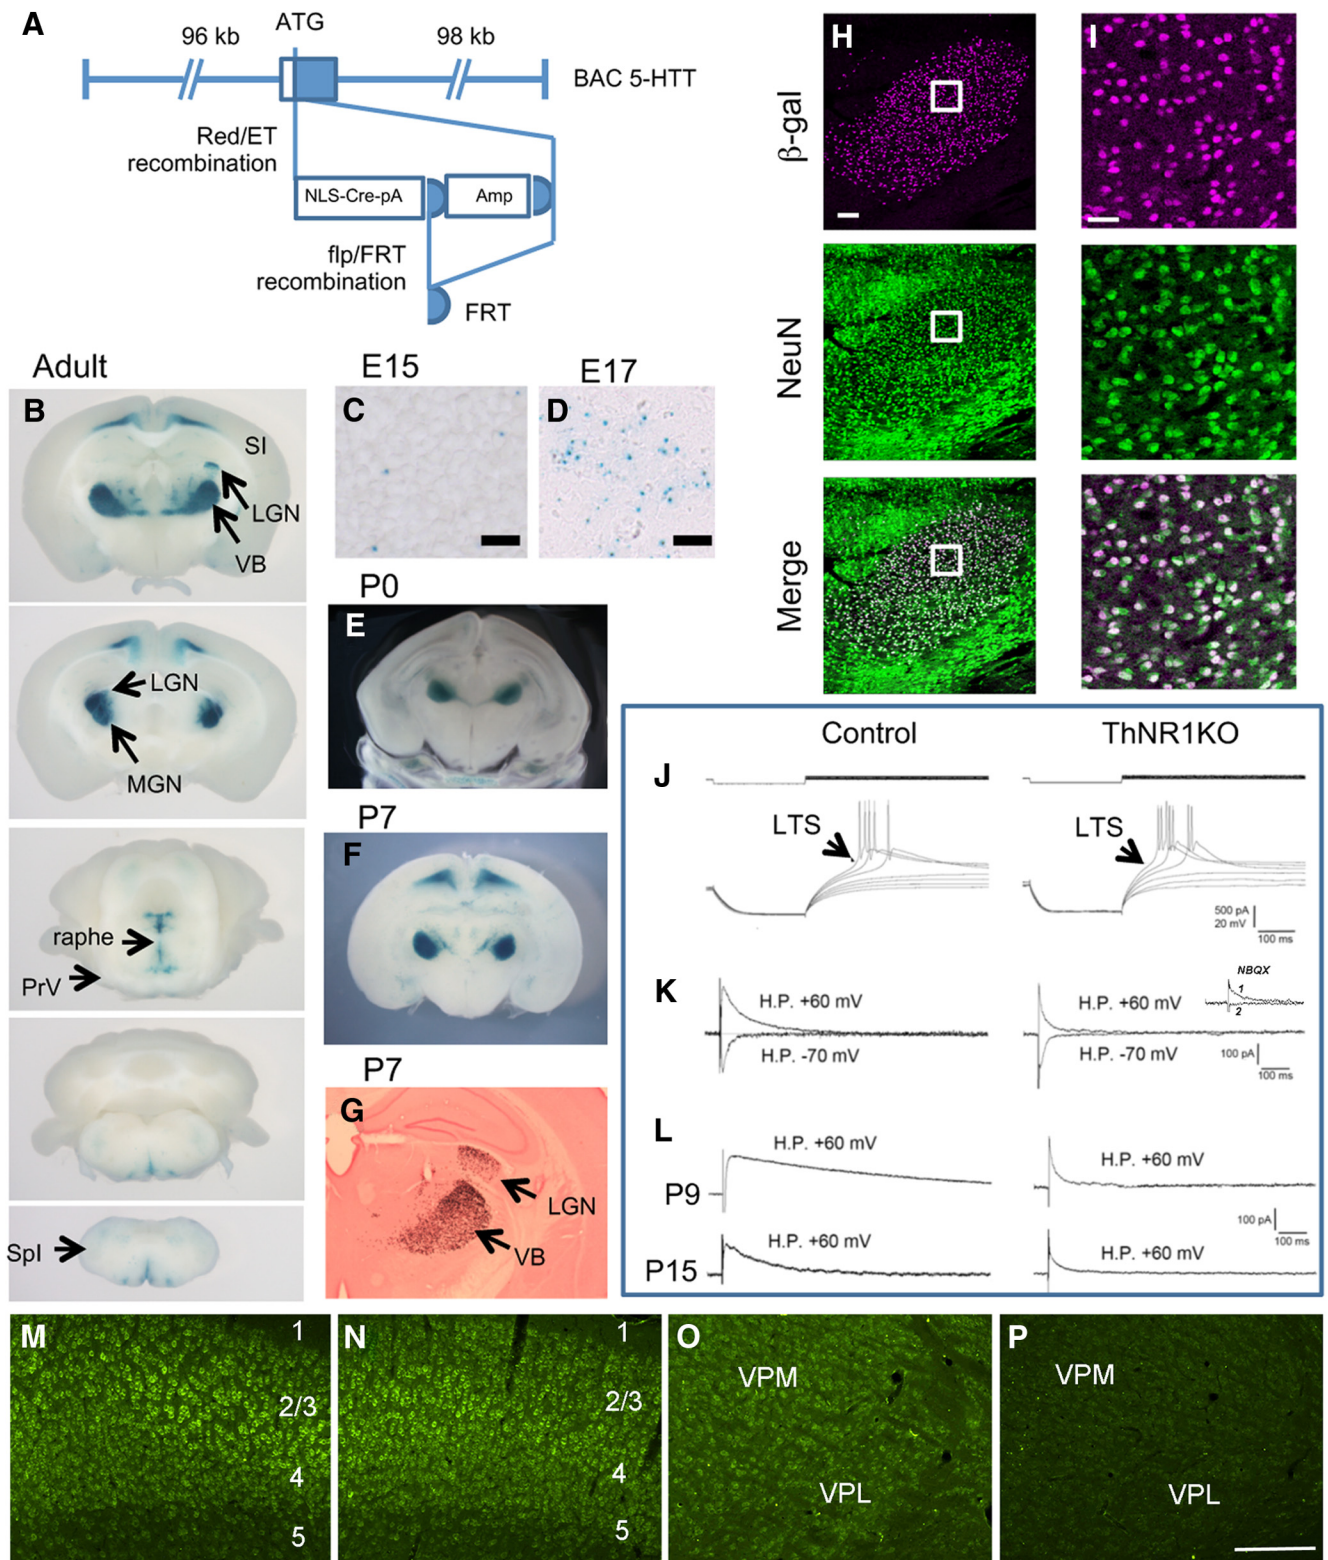 A
ATG
96 kb
98 kb
BAC 5-HTT
Red/ET
recombination
NLS-Cre-pA
Amp
flp/FRT
recombination
FRT
Adult
B
SI
LGN
VB
LGN
MGN
raphe
PrV
SpI
E15
C
E17
D
P0
E
P7
F
P7
G
LGN
VB
H
I
β-gal
NeuN
Merge
Control
ThNR1KO
J
LTS
LTS
500 pA
20 mV
100 ms
K
H.P. +60 mV
H.P. -70 mV
H.P. +60 mV
H.P. -70 mV
NBQX
1
2
100 pA
100 ms
L
P9
H.P. +60 mV
H.P. +60 mV
100 pA
100 ms
P15
H.P. +60 mV
H.P. +60 mV
M
1
2/3
4
5
N
1
2/3
4
5
O
VPM
VPL
P
VPM
VPL